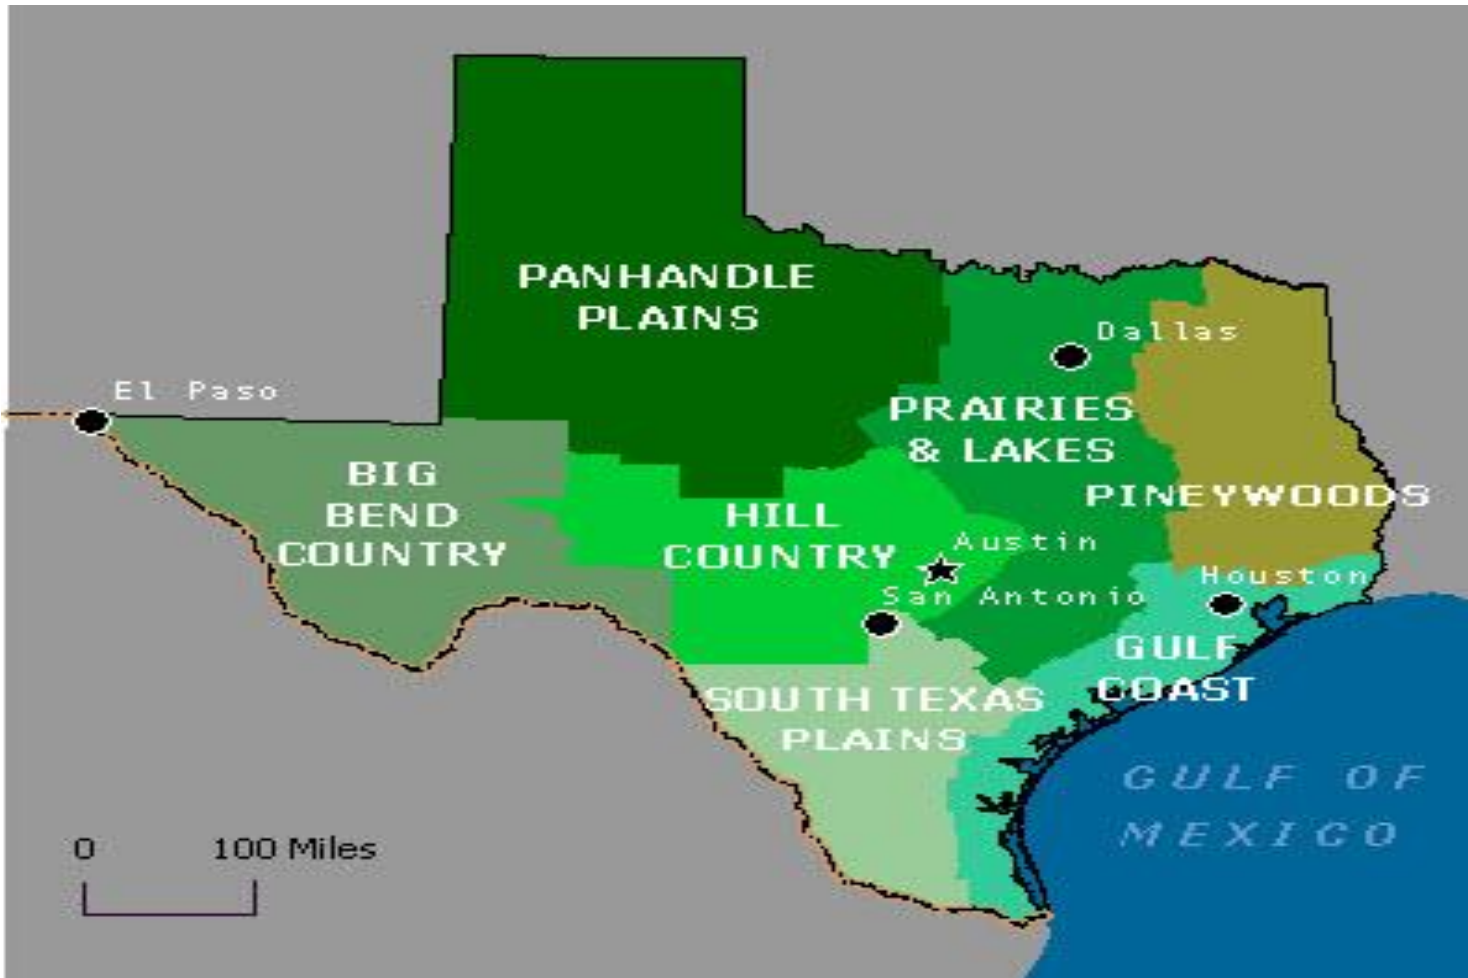 PANHANDLE
PLAINS
Dallas
El Paso
PRAIRIES
& LAKES
BIG
BEND
COUNTRY
PINEYWOODS
HILL
COUNTRY
Austin
Houston
San Antonio
GULF
COAST
SOUTH TEXAS
PLAINS
GULF OF
MEXICO
0 100 Miles